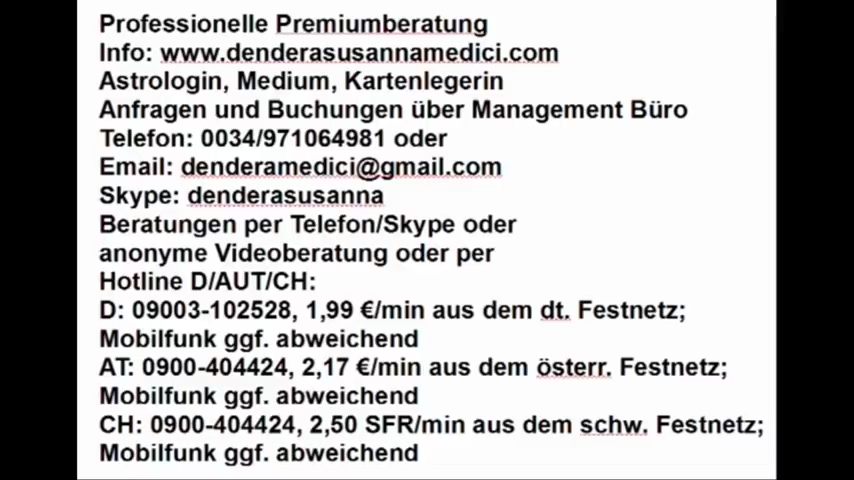 Professionelle Premiumberatung
Info: www.denderasusannamedici.com
Astrologin, Medium, Kartenlegerin
Anfragen und Buchungen über Management Büro
Telefon: 0034/971064981 oder
Email: denderamedici@gmail.com
Skype: denderasusanna
Beratungen per Telefon/Skype oder
anonyme Videoberatung oder per
Hotline D/AUT/CH:
D: 09003-102528, 1,99 €/min aus dem dt. Festnetz;
Mobilfunk ggf. abweichend
AT: 0900-404424, 2,17 €/min aus dem österr. Festnetz;
Mobilfunk ggf. abweichend
CH: 0900-404424, 2,50 SFR/min aus dem schw. Festnetz;
Mobilfunk ggf. abweichend